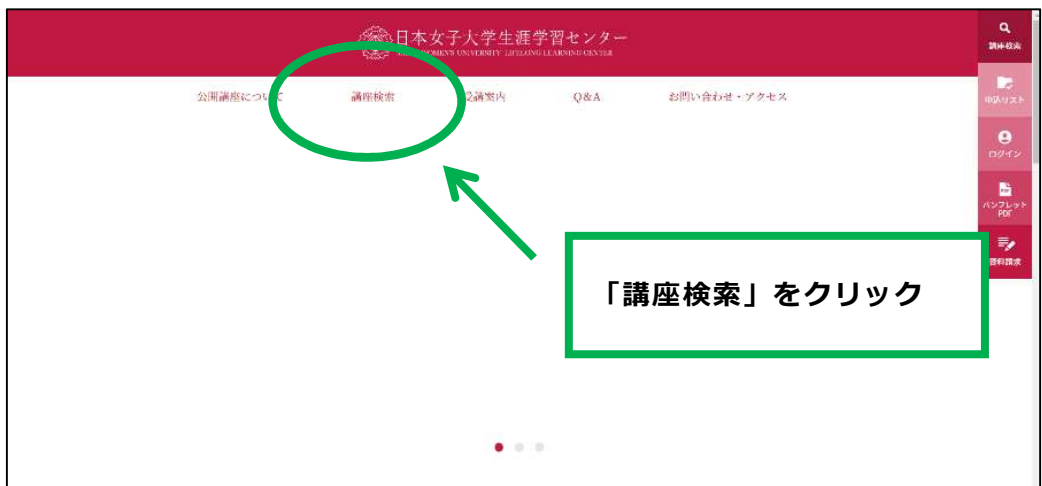 日本女子大学生涯学習センター
公開講座について
講座検索
受講案内
Q&A
お問い合わせ・アクセス
講座検索
申込リスト
ログイン
パンフレット
PDF
資料請求
「講座検索」をクリック